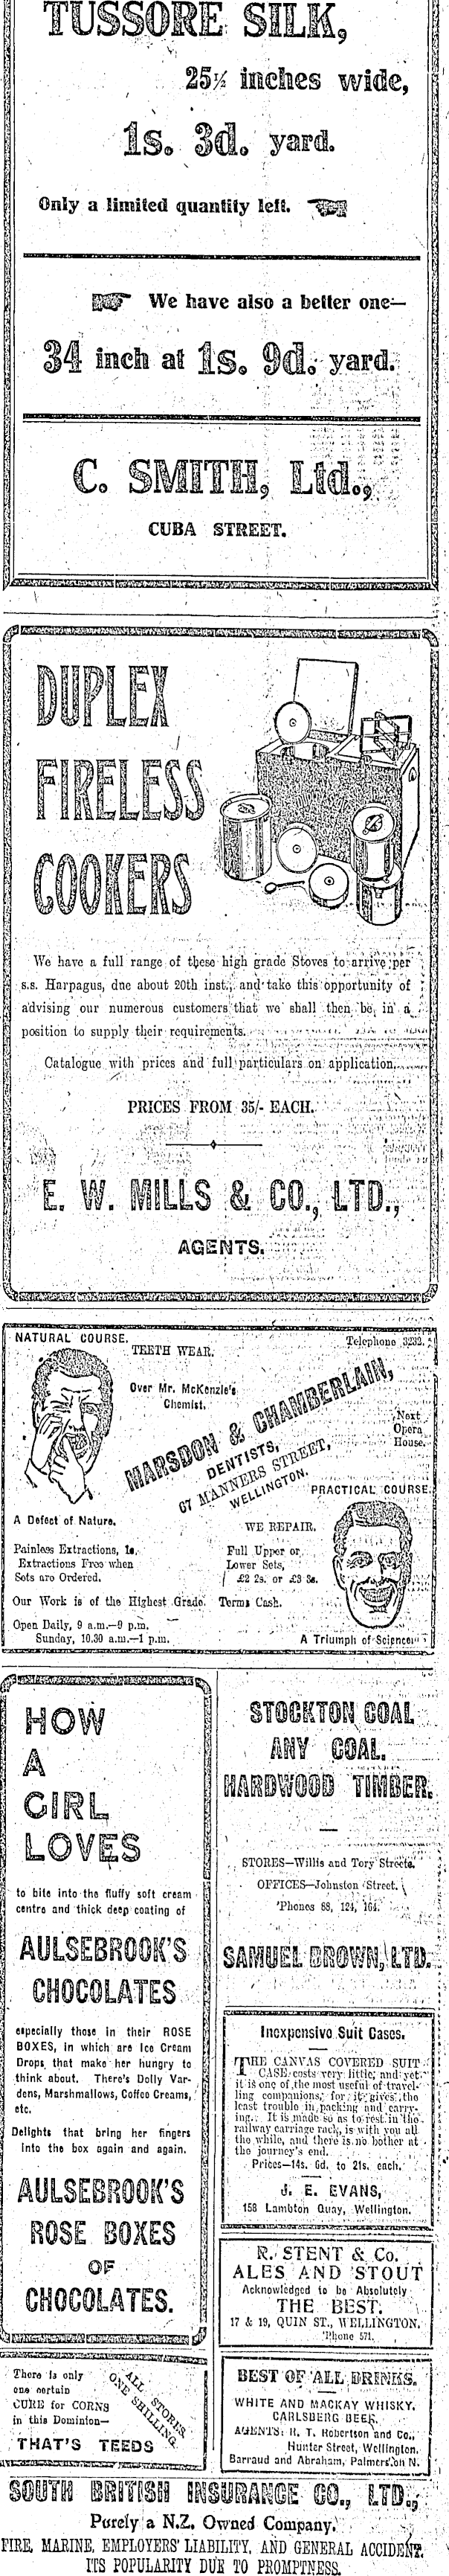 TUSSORE SILK,
25½ inches wide,
1s. 3d. yard.
Only a limited quantity left.
We have also a better one—
34 inch at 1s. 9d. yard.
C. SMITH, Ltd.,
CUBA STREET.
DUPLEX
FIRELESS
COOKERS
We have a full range of these high grade Stoves to arrive per
s.s. Harpagus, due about 20th inst., and take this opportunity of
advising our numerous customers that we shall then be in a
position to supply their requirements.
Catalogue with prices and full particulars on application.
PRICES FROM 35/- EACH.
E. W. MILLS & CO., LTD.,
AGENTS.
NATURAL COURSE.
TEETH WEAR.
Telephone 3232.
Over Mr. McKenzie's
Chemist.
MARSDON & CHAMBERLAIN,
DENTISTS,
67 MANNERS STREET,
WELLINGTON.
Next
Opera
House.
PRACTICAL COURSE.
A Defect of Nature.
Painless Extractions, 1s.
Extractions Free when
Sets are Ordered.
WE REPAIR.
Full Upper or
Lower Sets,
£2 2s. or £3 3s.
Our Work is of the Highest Grade. Terms Cash.
Open Daily, 9 a.m.—9 p.m.
Sunday, 10.30 a.m.—1 p.m.
A Triumph of Science.
HOW
A
GIRL
LOVES
to bite into the fluffy soft cream
centre and thick deep coating of
AULSEBROOK'S
CHOCOLATES
especially those in their ROSE
BOXES, in which are Ice Cream
Drops that make her hungry to
think about. There's Dolly Var-
dens, Marshmallows, Coffee Creams,
etc.
Delights that bring her fingers
into the box again and again.
AULSEBROOK'S
ROSE BOXES
OF
CHOCOLATES.
There is only
one certain
CURE for CORNS
in this Dominion—
THAT'S TEEDS
ALL STORES
ONE SHILLING.
STOCKTON COAL
ANY COAL.
HARDWOOD TIMBER.
STORES—Willis and Tory Streets.
OFFICES—Johnston Street.
'Phones 88, 124, 164.
SAMUEL BROWN, LTD.
Inexpensive Suit Cases.
THE CANVAS COVERED SUIT
CASE costs very little; and yet
it is one of the most useful of travel-
ling companions, for it gives the
least trouble in packing and carry-
ing. It is made so as to rest in the
railway carriage rack, is with you all
the while, and there is no bother at
the journey's end.
Prices—14s. 6d. to 21s. each.
J. E. EVANS,
158 Lambton Quay, Wellington.
R. STENT & Co.
ALES AND STOUT
Acknowledged to be Absolutely
THE BEST.
17 & 19, QUIN ST., WELLINGTON.
'Phone 571.
BEST OF ALL DRINKS.
WHITE AND MACKAY WHISKY.
CARLSBERG BEER.
AGENTS: R. T. Robertson and Co.,
Hunter Street, Wellington.
Barraud and Abraham, Palmerston N.
SOUTH BRITISH INSURANCE CO., LTD.,
Purely a N.Z. Owned Company.
FIRE, MARINE, EMPLOYERS' LIABILITY, AND GENERAL ACCIDENT.
ITS POPULARITY DUE TO PROMPTNESS.